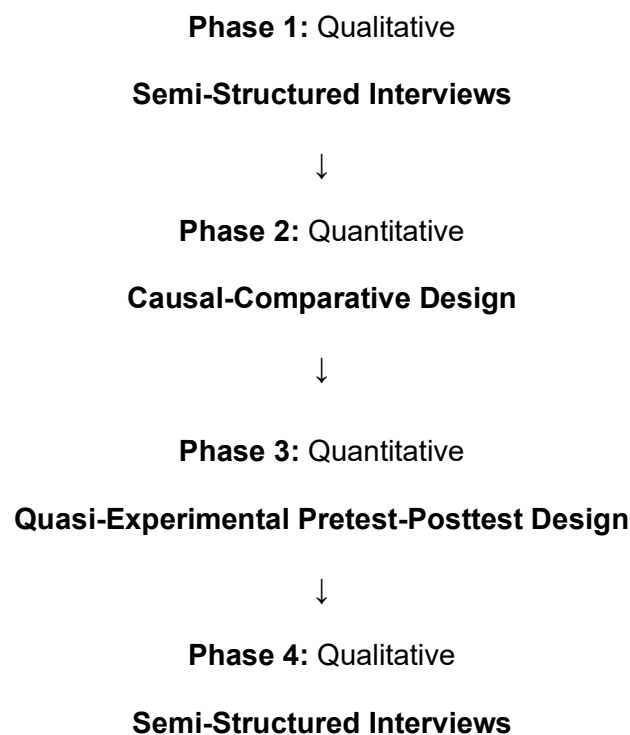 Phase 1: Qualitative
Semi-Structured Interviews
↓
Phase 2: Quantitative
Causal-Comparative Design
↓
Phase 3: Quantitative
Quasi-Experimental Pretest-Posttest Design
↓
Phase 4: Qualitative
Semi-Structured Interviews